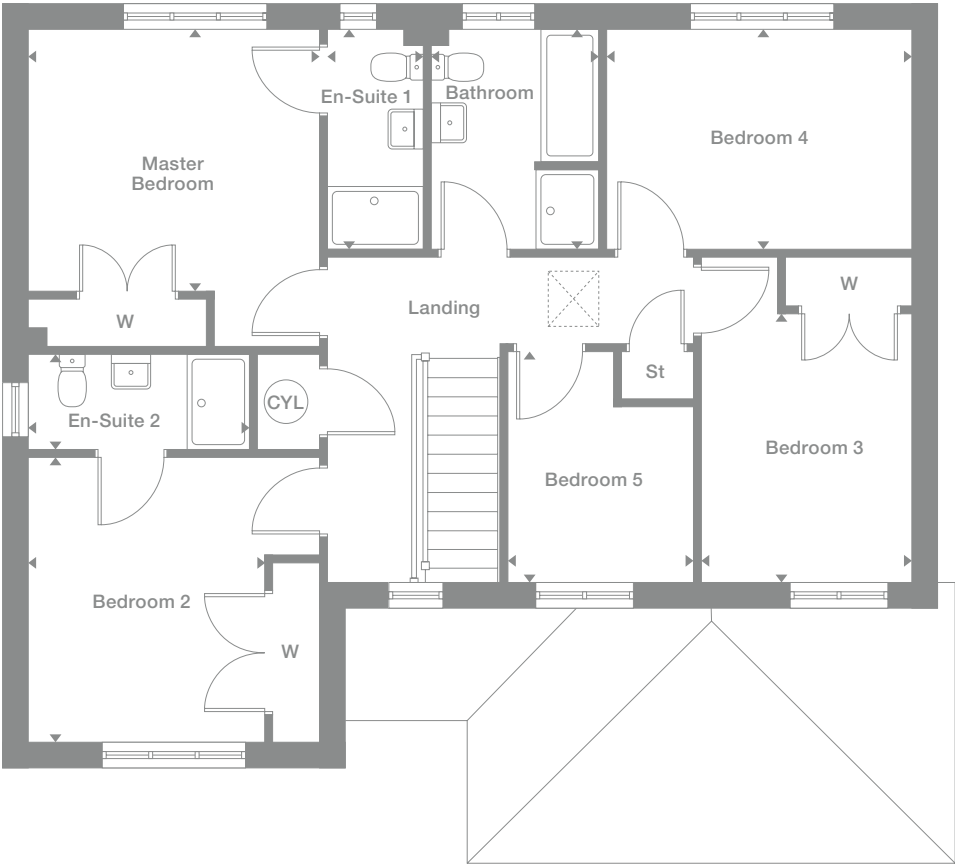 En-Suite 1
Bathroom
Bedroom 4
Master
Bedroom
W
Landing
W
St
CYL
En-Suite 2
Bedroom 3
Bedroom 5
Bedroom 2
W